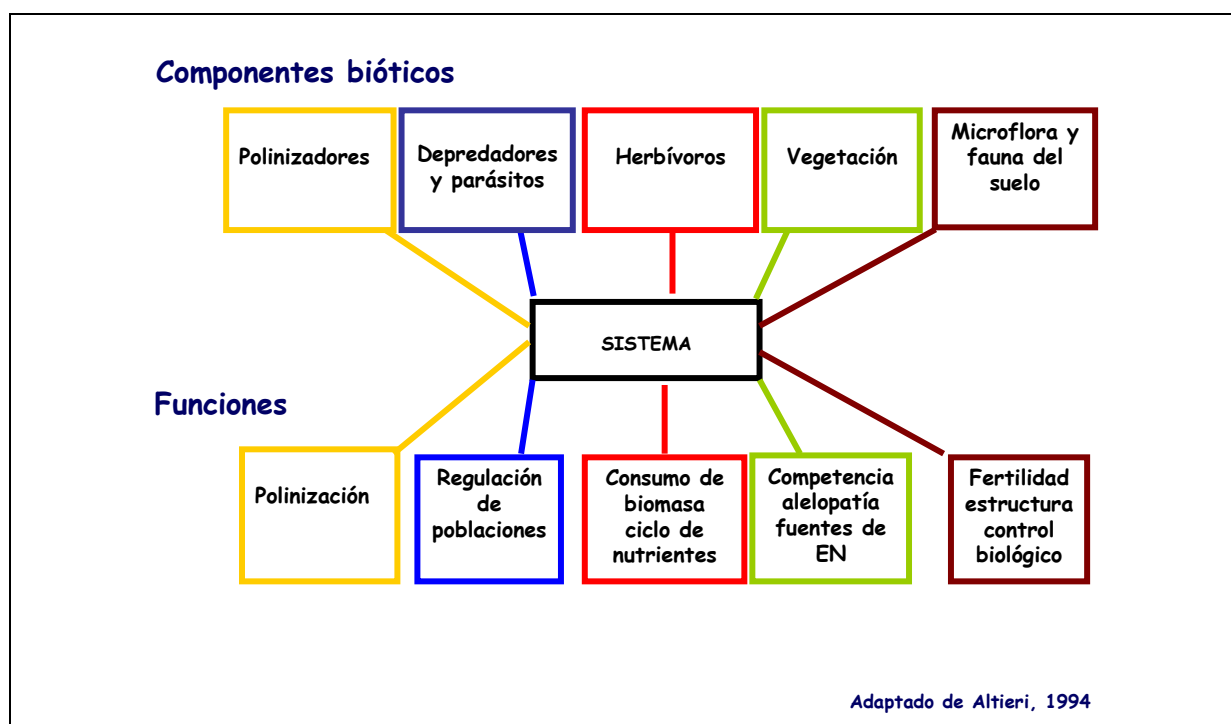 Componentes bióticos
Polinizadores
Depredadores
y parásitos
Herbívoros
Vegetación
Microflora y
fauna del
suelo
SISTEMA
Funciones
Polinización
Regulación
de
poblaciones
Consumo de
biomasa
ciclo de
nutrientes
Competencia
alelopatía
fuentes de
EN
Fertilidad
estructura
control
biológico
Adaptado de Altieri, 1994